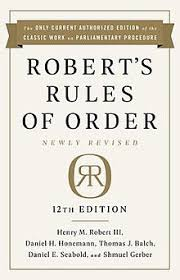 THE ONLY CURRENT AUTHORIZED EDITION OF THE
CLASSIC WORK ON PARLIAMENTARY PROCEDURE
ROBERT'S
RULES OF ORDER
NEWLY REVISED
ROR
12TH EDITION
Henry M. Robert III,
Daniel H. Honemann, Thomas J. Balch,
Daniel E. Seabold, and Shmuel Gerber